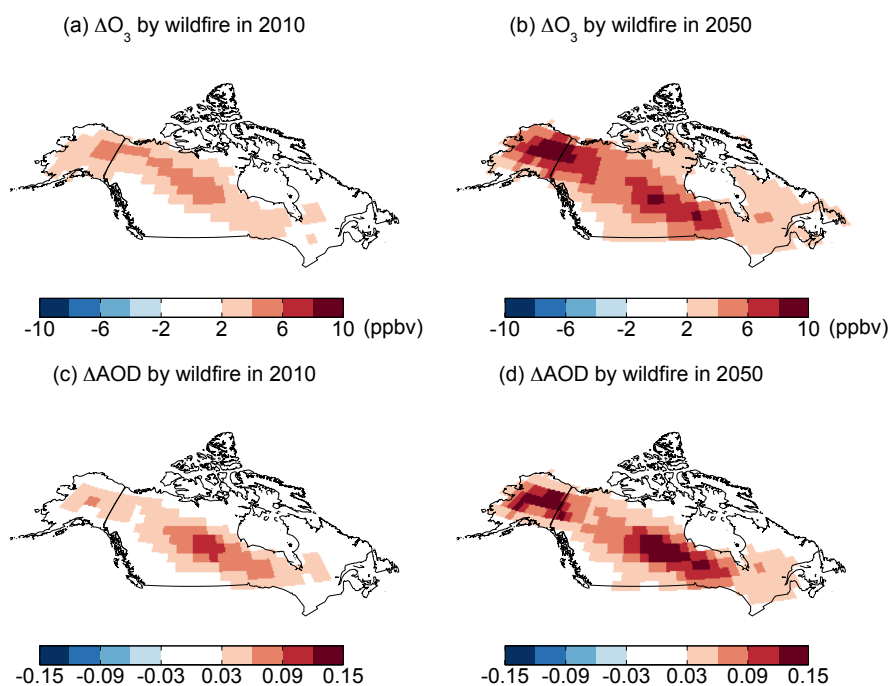 (a) ΔO₃ by wildfire in 2010
(b) ΔO₃ by wildfire in 2050
-10 -6 -2 2 6 10 (ppbv)
-10 -6 -2 2 6 10 (ppbv)
(c) ΔAOD by wildfire in 2010
(d) ΔAOD by wildfire in 2050
-0.15 -0.09 -0.03 0.03 0.09 0.15
-0.15 -0.09 -0.03 0.03 0.09 0.15